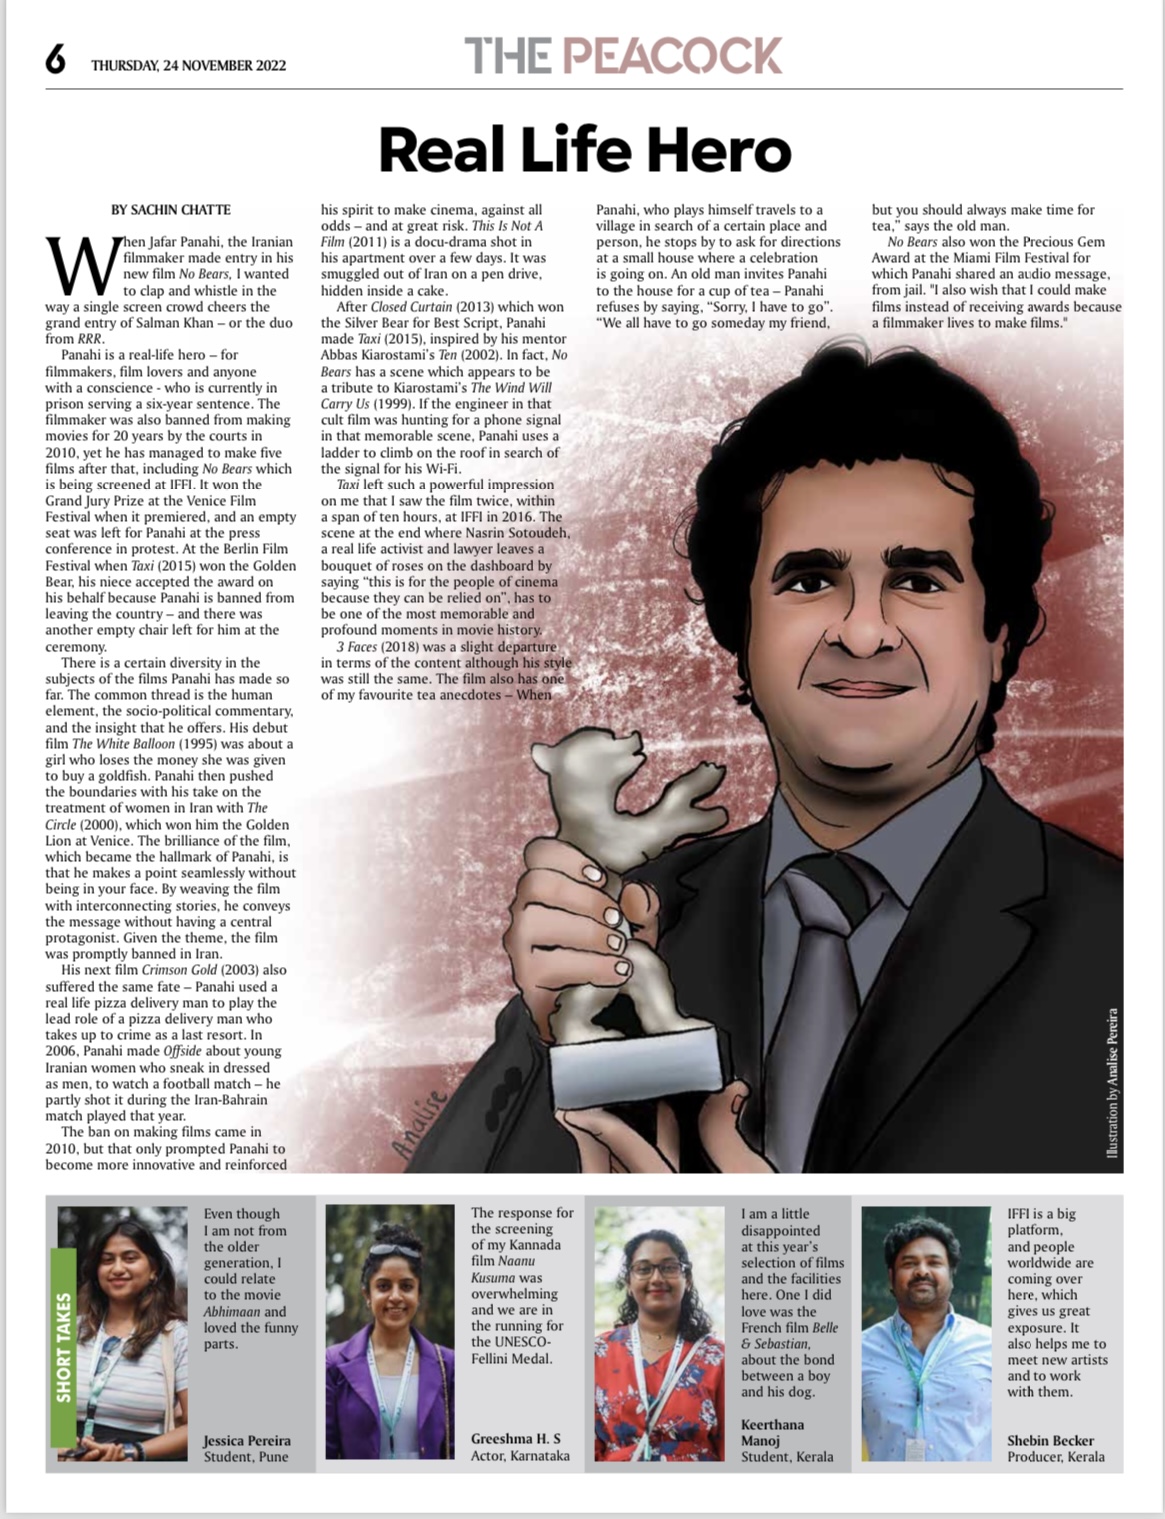 6
THURSDAY, 24 NOVEMBER 2022
THE PEACOCK
Real Life Hero
BY SACHIN CHATTE
When Jafar Panahi, the Iranian
filmmaker made entry in his
new film No Bears, I wanted
to clap and whistle in the
way a single screen crowd cheers the
grand entry of Salman Khan – or the duo
from RRR.
Panahi is a real-life hero – for
filmmakers, film lovers and anyone
with a conscience - who is currently in
prison serving a six-year sentence. The
filmmaker was also banned from making
movies for 20 years by the courts in
2010, yet he has managed to make five
films after that, including No Bears which
is being screened at IFFI. It won the
Grand Jury Prize at the Venice Film
Festival when it premiered, and an empty
seat was left for Panahi at the press
conference in protest. At the Berlin Film
Festival when Taxi (2015) won the Golden
Bear, his niece accepted the award on
his behalf because Panahi is banned from
leaving the country – and there was
another empty chair left for him at the
ceremony.
There is a certain diversity in the
subjects of the films Panahi has made so
far. The common thread is the human
element, the socio-political commentary,
and the insight that he offers. His debut
film The White Balloon (1995) was about a
girl who loses the money she was given
to buy a goldfish. Panahi then pushed
the boundaries with his take on the
treatment of women in Iran with The
Circle (2000), which won him the Golden
Lion at Venice. The brilliance of the film,
which became the hallmark of Panahi, is
that he makes a point seamlessly without
being in your face. By weaving the film
with interconnecting stories, he conveys
the message without having a central
protagonist. Given the theme, the film
was promptly banned in Iran.
His next film Crimson Gold (2003) also
suffered the same fate – Panahi used a
real life pizza delivery man to play the
lead role of a pizza delivery man who
takes up to crime as a last resort. In
2006, Panahi made Offside about young
Iranian women who sneak in dressed
as men, to watch a football match – he
partly shot it during the Iran-Bahrain
match played that year.
The ban on making films came in
2010, but that only prompted Panahi to
become more innovative and reinforced
his spirit to make cinema, against all
odds – and at great risk. This Is Not A
Film (2011) is a docu-drama shot in
his apartment over a few days. It was
smuggled out of Iran on a pen drive,
hidden inside a cake.
After Closed Curtain (2013) which won
the Silver Bear for Best Script, Panahi
made Taxi (2015), inspired by his mentor
Abbas Kiarostami's Ten (2002). In fact, No
Bears has a scene which appears to be
a tribute to Kiarostami's The Wind Will
Carry Us (1999). If the engineer in that
cult film was hunting for a phone signal
in that memorable scene, Panahi uses a
ladder to climb on the roof in search of
the signal for his Wi-Fi.
Taxi left such a powerful impression
on me that I saw the film twice, within
a span of ten hours, at IFFI in 2016. The
scene at the end where Nasrin Sotoudeh,
a real life activist and lawyer leaves a
bouquet of roses on the dashboard by
saying “this is for the people of cinema
because they can be relied on”, has to
be one of the most memorable and
profound moments in movie history.
3 Faces (2018) was a slight departure
in terms of the content although his style
was still the same. The film also has one
of my favourite tea anecdotes – When
Panahi, who plays himself travels to a
village in search of a certain place and
person, he stops by to ask for directions
at a small house where a celebration
is going on. An old man invites Panahi
to the house for a cup of tea – Panahi
refuses by saying, “Sorry, I have to go”.
“We all have to go someday my friend,
but you should always make time for
tea,” says the old man.
No Bears also won the Precious Gem
Award at the Miami Film Festival for
which Panahi shared an audio message,
from jail. "I also wish that I could make
films instead of receiving awards because
a filmmaker lives to make films."
Analise
Illustration by Analise Pereira
SHORT TAKES
Even though
I am not from
the older
generation, I
could relate
to the movie
Abhimaan and
loved the funny
parts.
Jessica Pereira
Student, Pune
The response for
the screening
of my Kannada
film Naanu
Kusuma was
overwhelming
and we are in
the running for
the UNESCO-
Fellini Medal.
Greeshma H. S
Actor, Karnataka
I am a little
disappointed
at this year's
selection of films
and the facilities
here. One I did
love was the
French film Belle
& Sebastian,
about the bond
between a boy
and his dog.
Keerthana
Manoj
Student, Kerala
IFFI is a big
platform,
and people
worldwide are
coming over
here, which
gives us great
exposure. It
also helps me to
meet new artists
and to work
with them.
Shebin Becker
Producer, Kerala